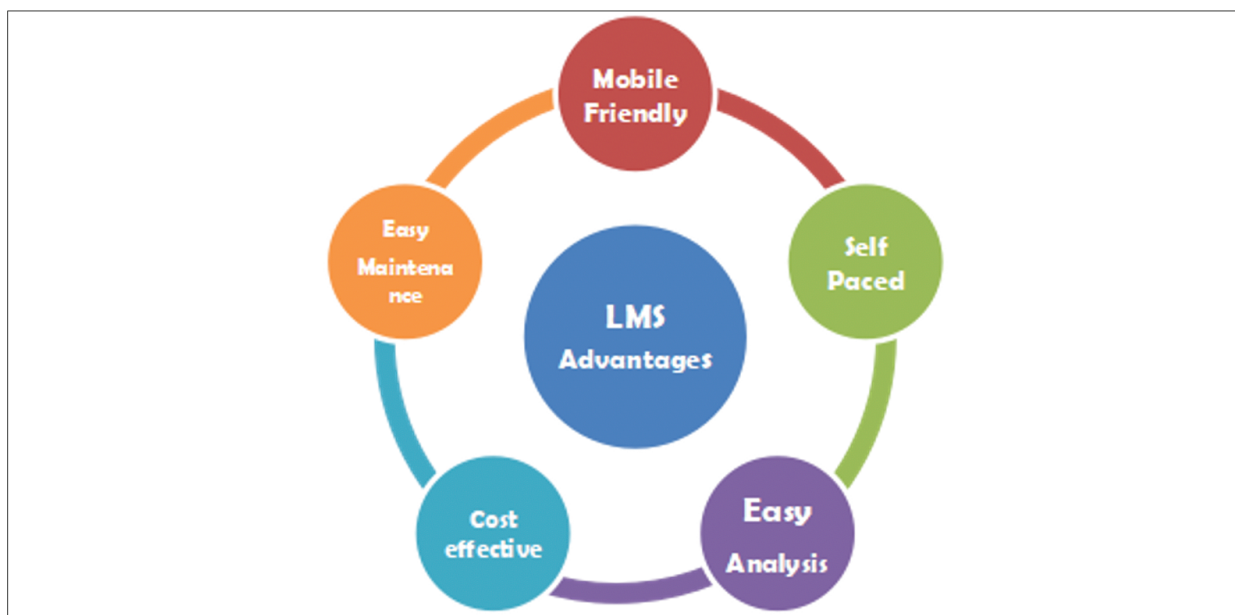 Mobile
Friendly
Self
Paced
Easy
Analysis
Cost
effective
Easy
Maintena
nce
LMS
Advantages